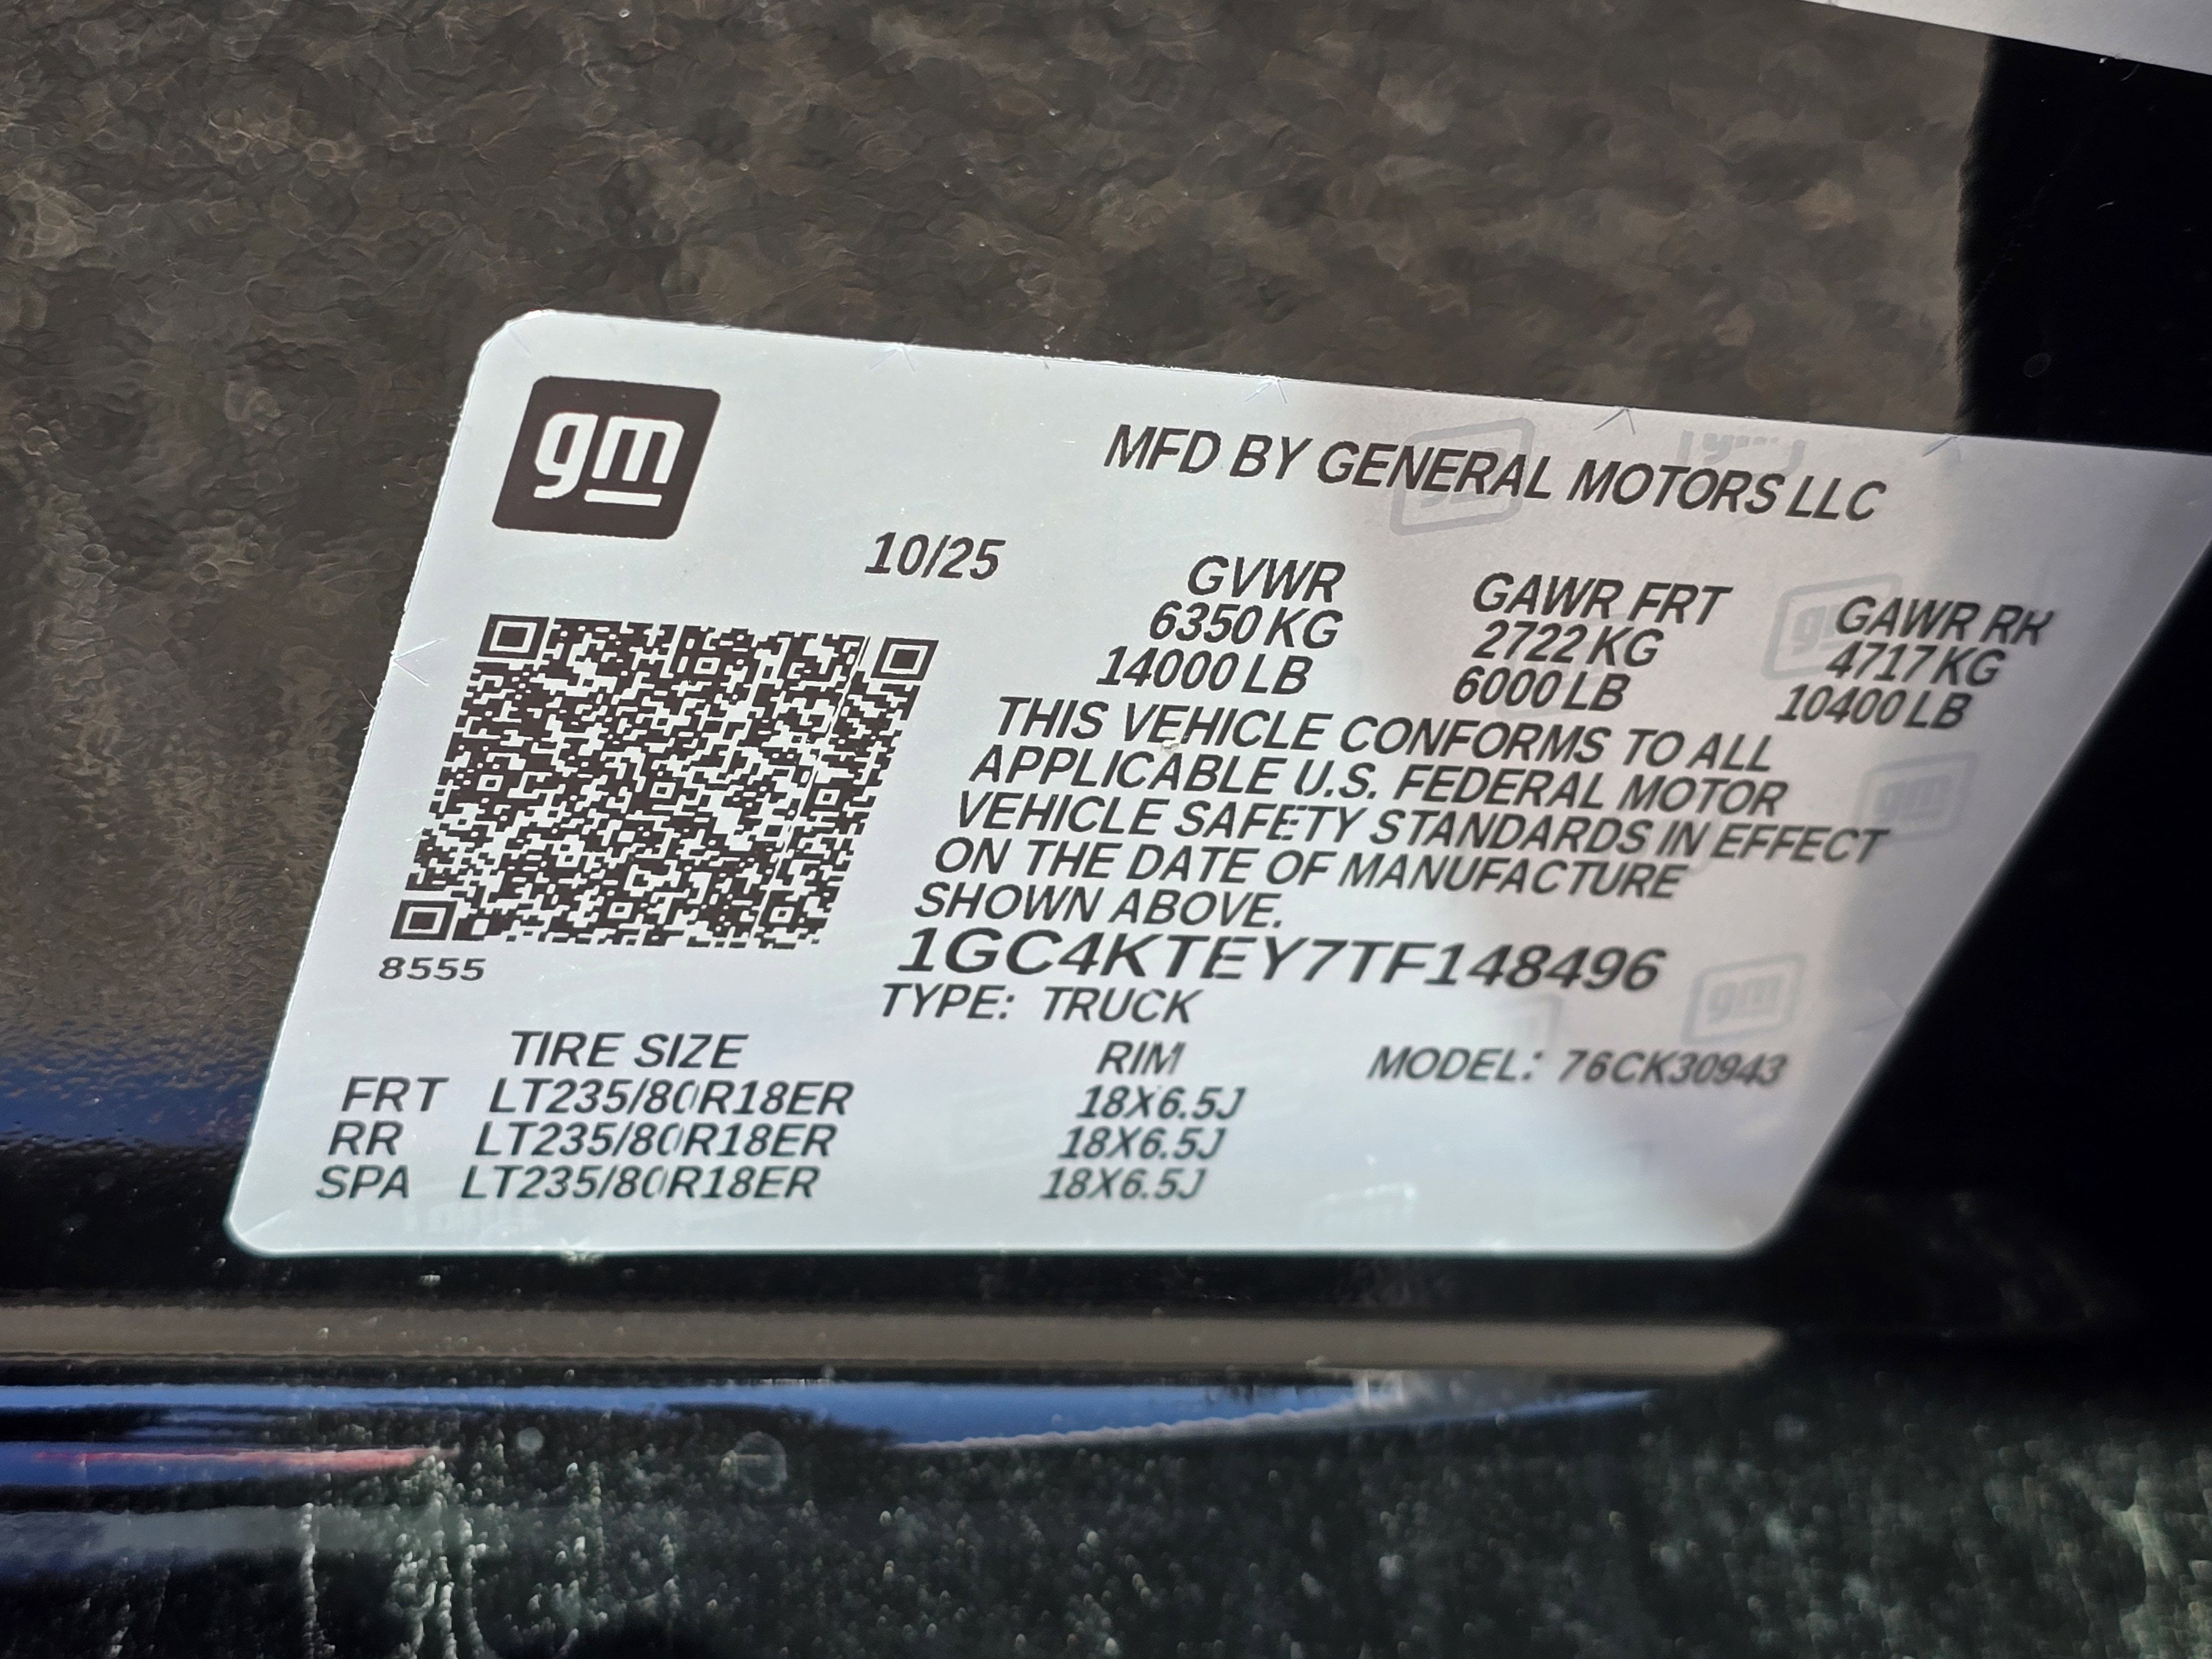 gm
MFD BY GENERAL MOTORS LLC
10/25
GVWR GAWR FRT GAWR RR
6350 KG 2722 KG 4717 KG
14000 LB 6000 LB 10400 LB
THIS VEHICLE CONFORMS TO ALL
APPLICABLE U.S. FEDERAL MOTOR
VEHICLE SAFETY STANDARDS IN EFFECT
ON THE DATE OF MANUFACTURE
SHOWN ABOVE.
8555
1GC4KTEY7TF148496
TYPE: TRUCK
TIRE SIZE RIM MODEL: 76CK30943
FRT LT235/80R18ER 18X6.5J
RR LT235/80R18ER 18X6.5J
SPA LT235/80R18ER 18X6.5J